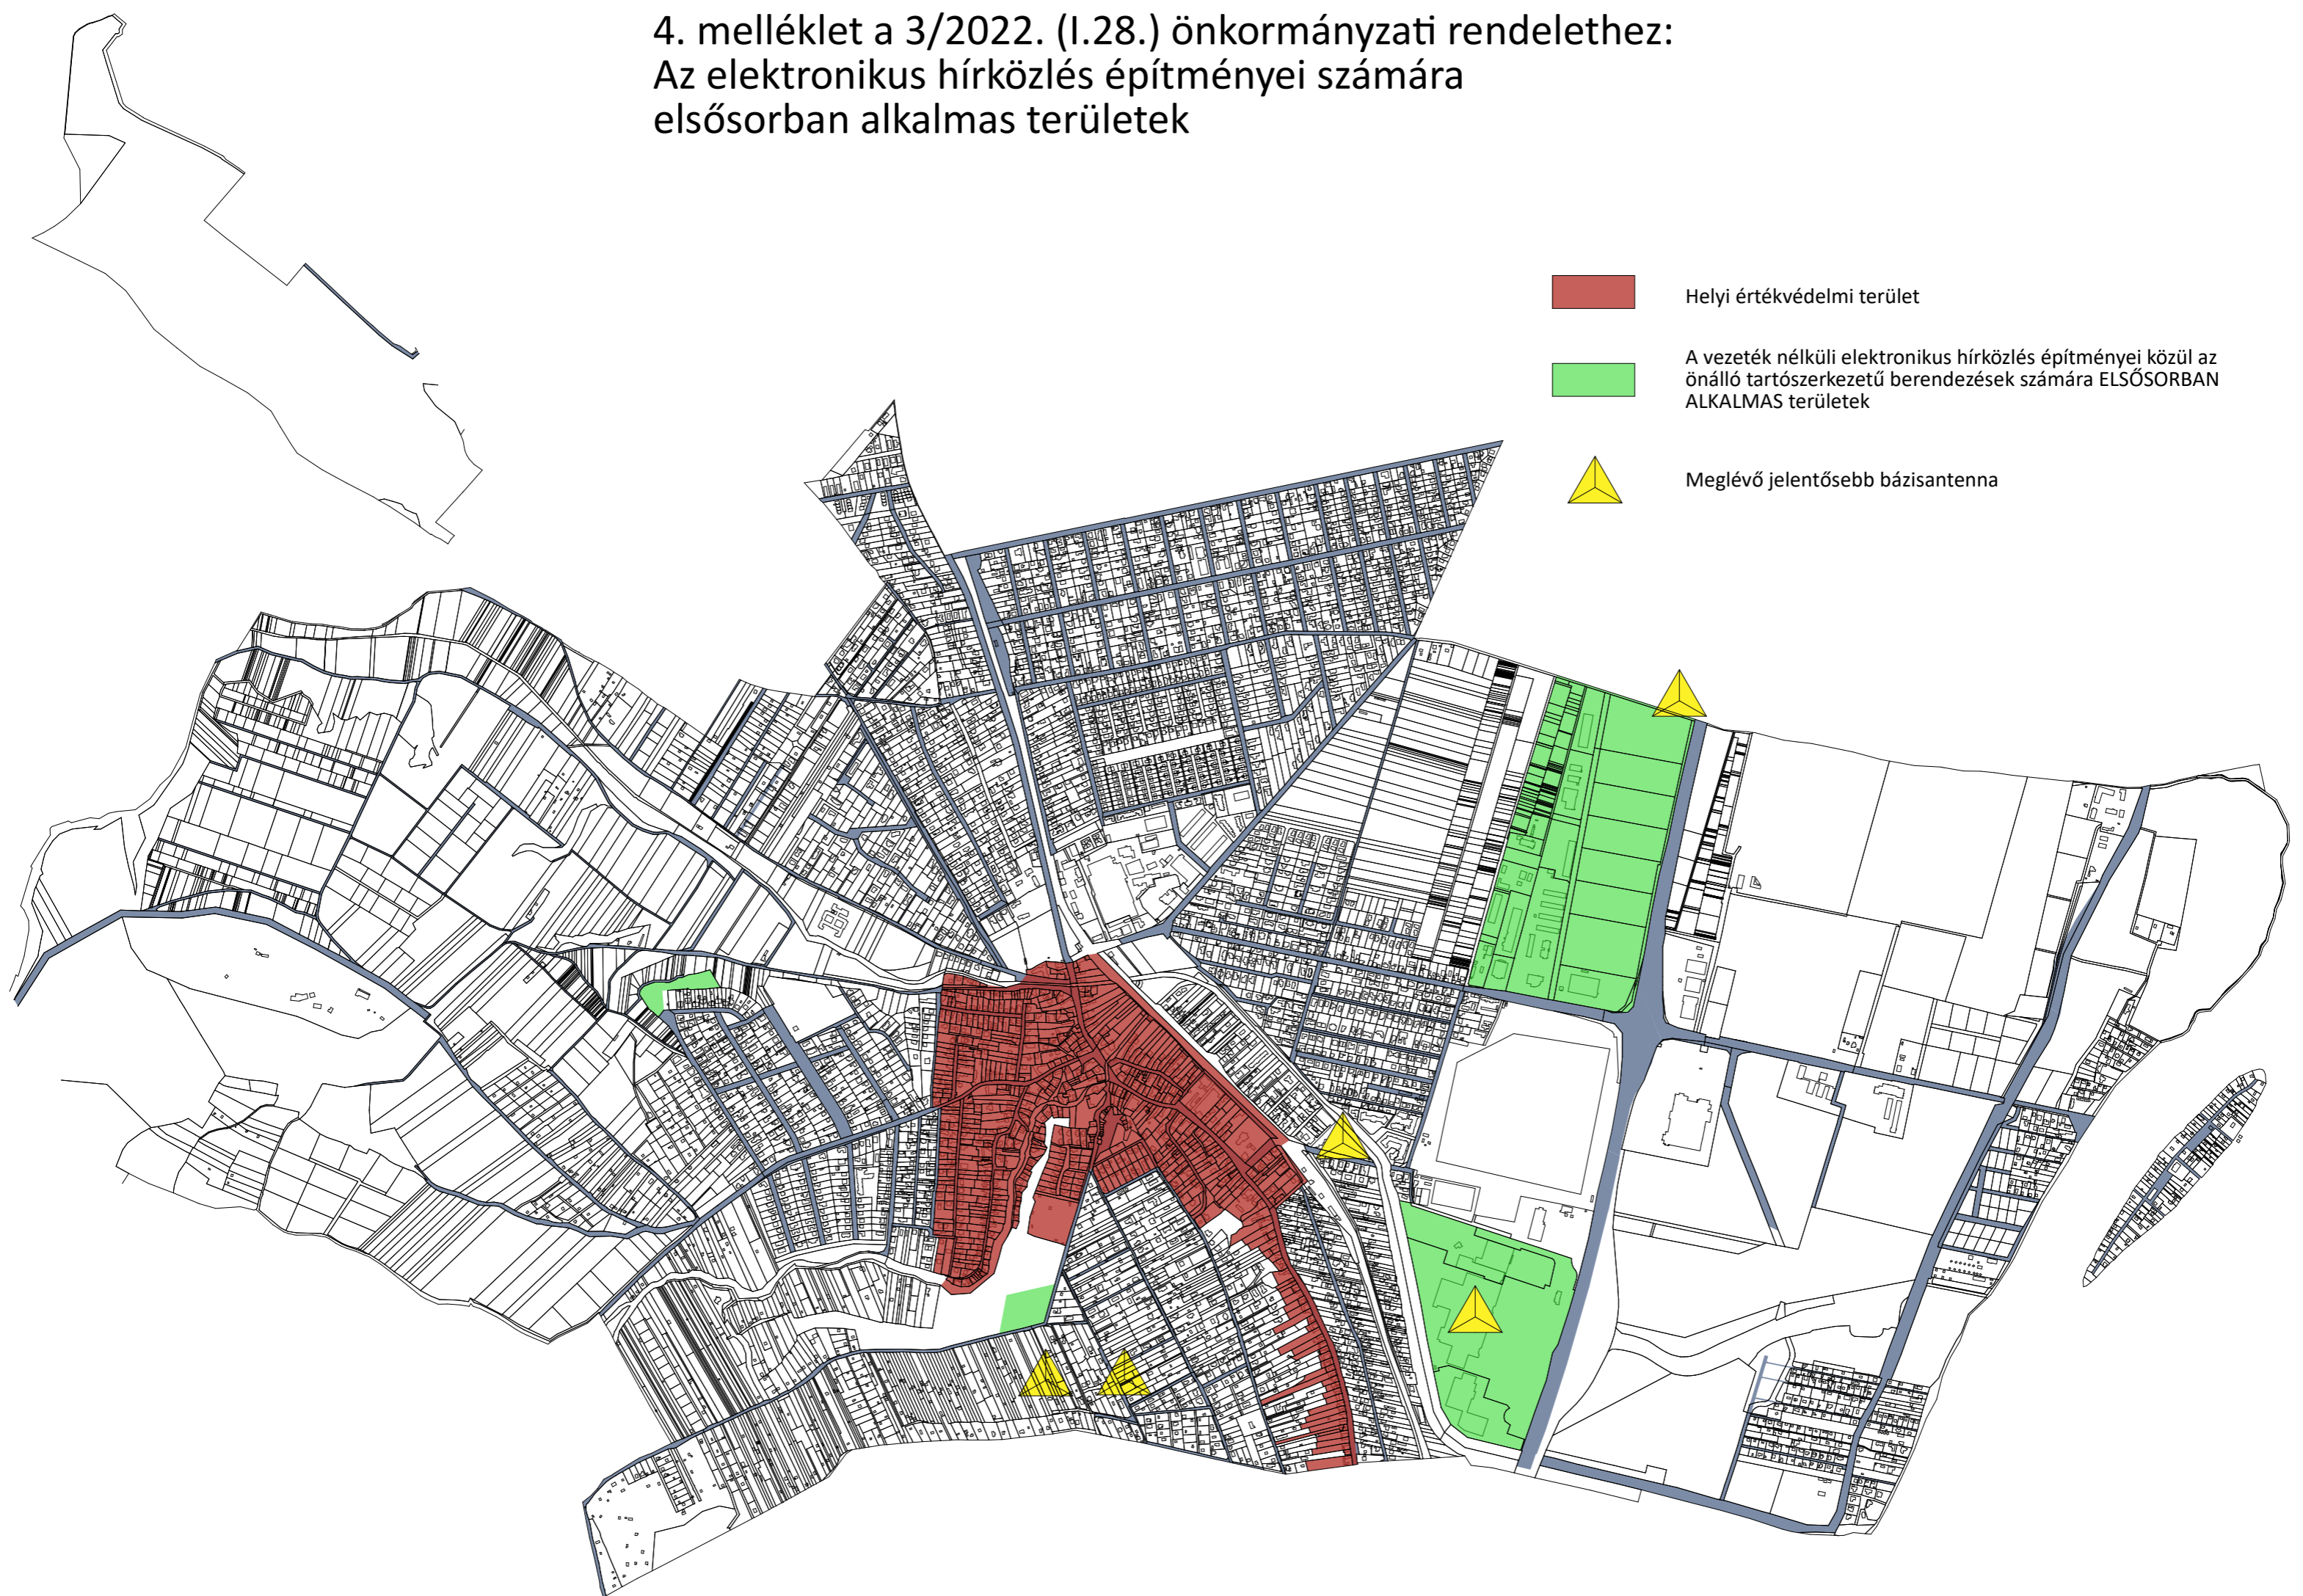 4. melléklet a 3/2022. (I.28.) önkormányzati rendelethez:
Az elektronikus hírközlés építményei számára
elsősorban alkalmas területek
Helyi értékvédelmi terület
A vezeték nélküli elektronikus hírközlés építményei közül az
önálló tartószerkezetű berendezések számára ELSŐSORBAN
ALKALMAS területek
Meglévő jelentősebb bázisantenna